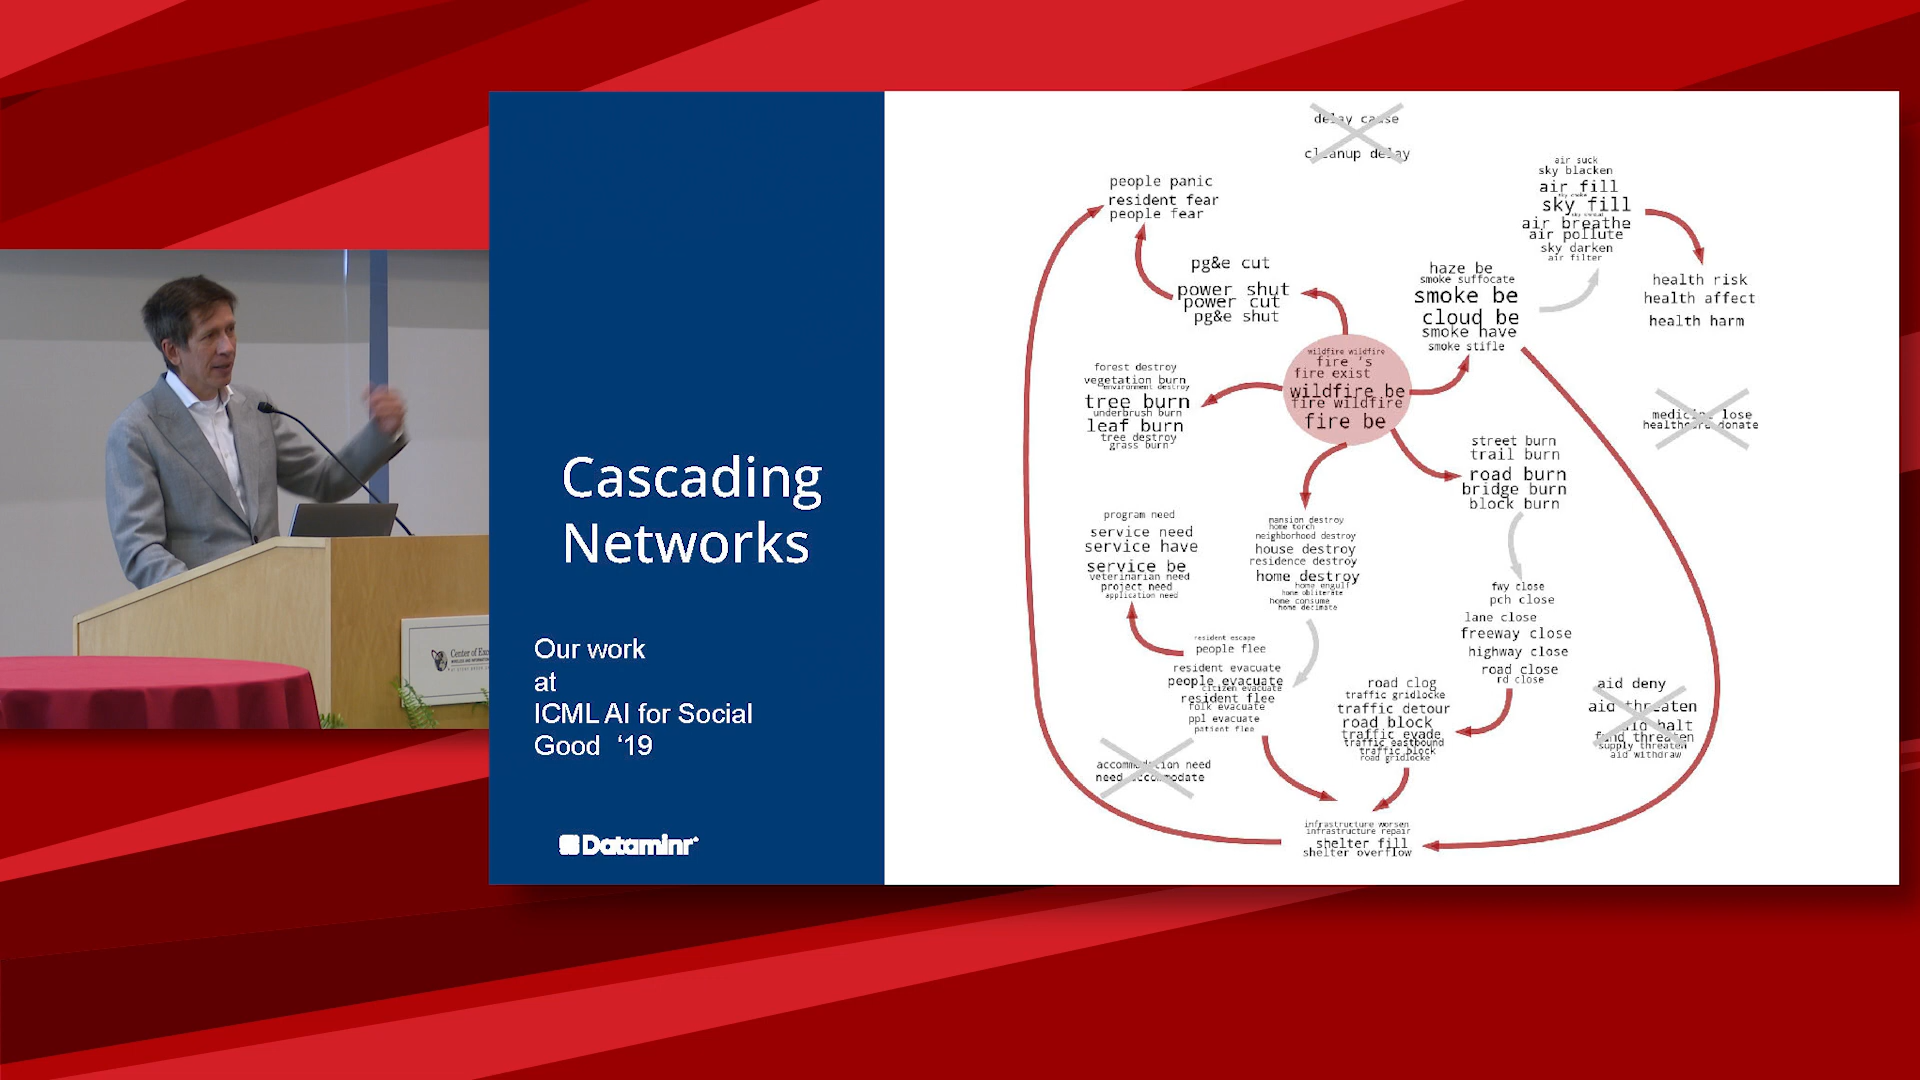 Cascading
Networks
Our work
at
ICML AI for Social
Good ‘19
Dataminr
Center of
delay cause
cleanup delay
people panic
resident fear
people fear
pg&e cut
power shut
power cut
pg&e shut
air suck
sky blacken
air fill
sky fill
air breathe
air pollute
sky darken
air filter
haze be
smoke suffocate
smoke be
cloud be
smoke have
smoke stifle
health risk
health affect
health harm
wildfire wildfire
fire 's
fire exist
wildfire be
fire wildfire
fire be
forest destroy
vegetation burn
environment destroy
tree burn
underbrush burn
leaf burn
tree destroy
grass burn
medicine lose
healthcare donate
street burn
trail burn
road burn
bridge burn
block burn
program need
service need
service have
service be
veterinarian need
project need
application need
mansion destroy
home torch
neighborhood destroy
house destroy
residence destroy
home destroy
home engulf
home obliterate
home consume
home decimate
fwy close
pch close
lane close
freeway close
highway close
road close
rd close
resident escape
people flee
resident evacuate
people evacuate
citizen evacuate
resident flee
folk evacuate
ppl evacuate
patient flee
road clog
traffic gridlocke
traffic detour
road block
traffic evade
traffic eastbound
traffic block
road gridlocke
aid deny
aid threaten
aid halt
fund threaten
supply threaten
aid withdraw
accommodation need
need accommodate
infrastructure worsen
infrastructure repair
shelter fill
shelter overflow